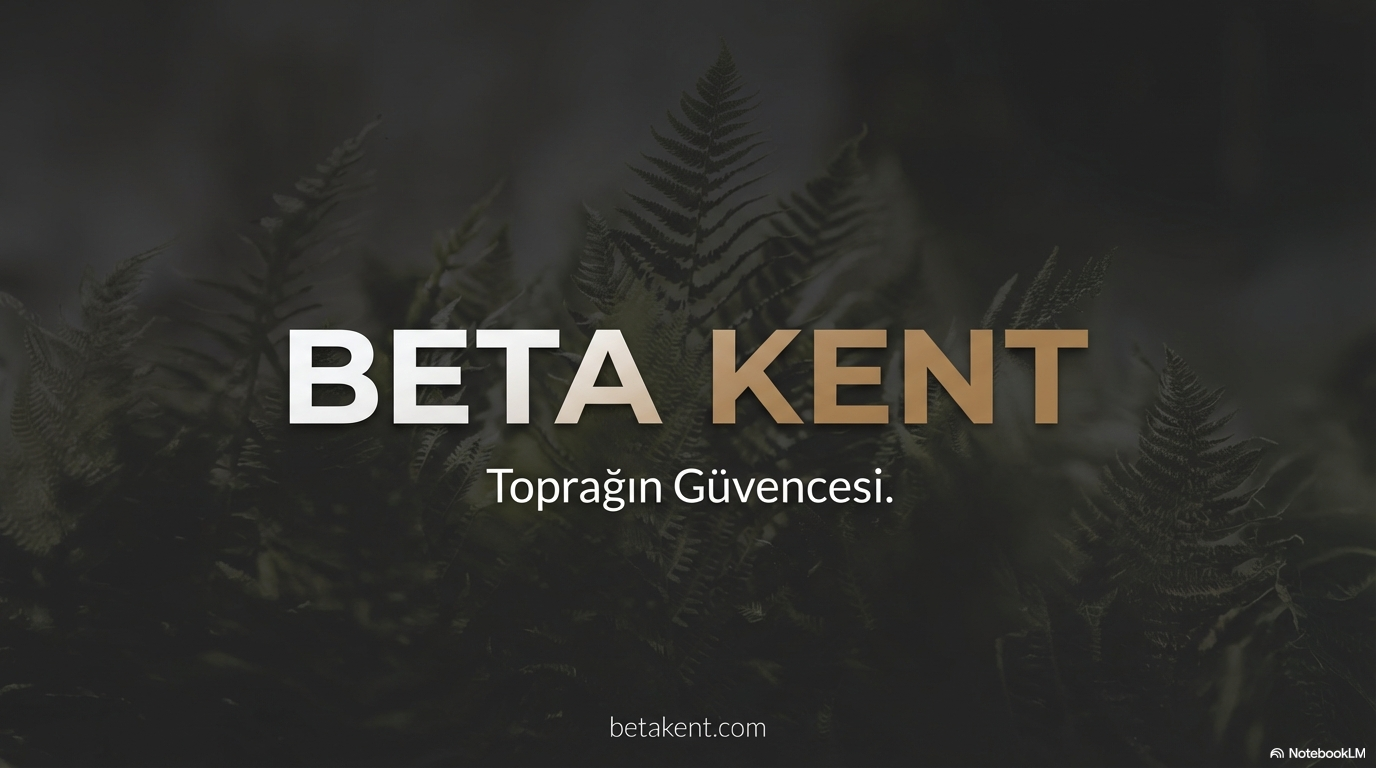 BETA KENT
Toprağın Güvencesi.
betakent.com
NotebookLM